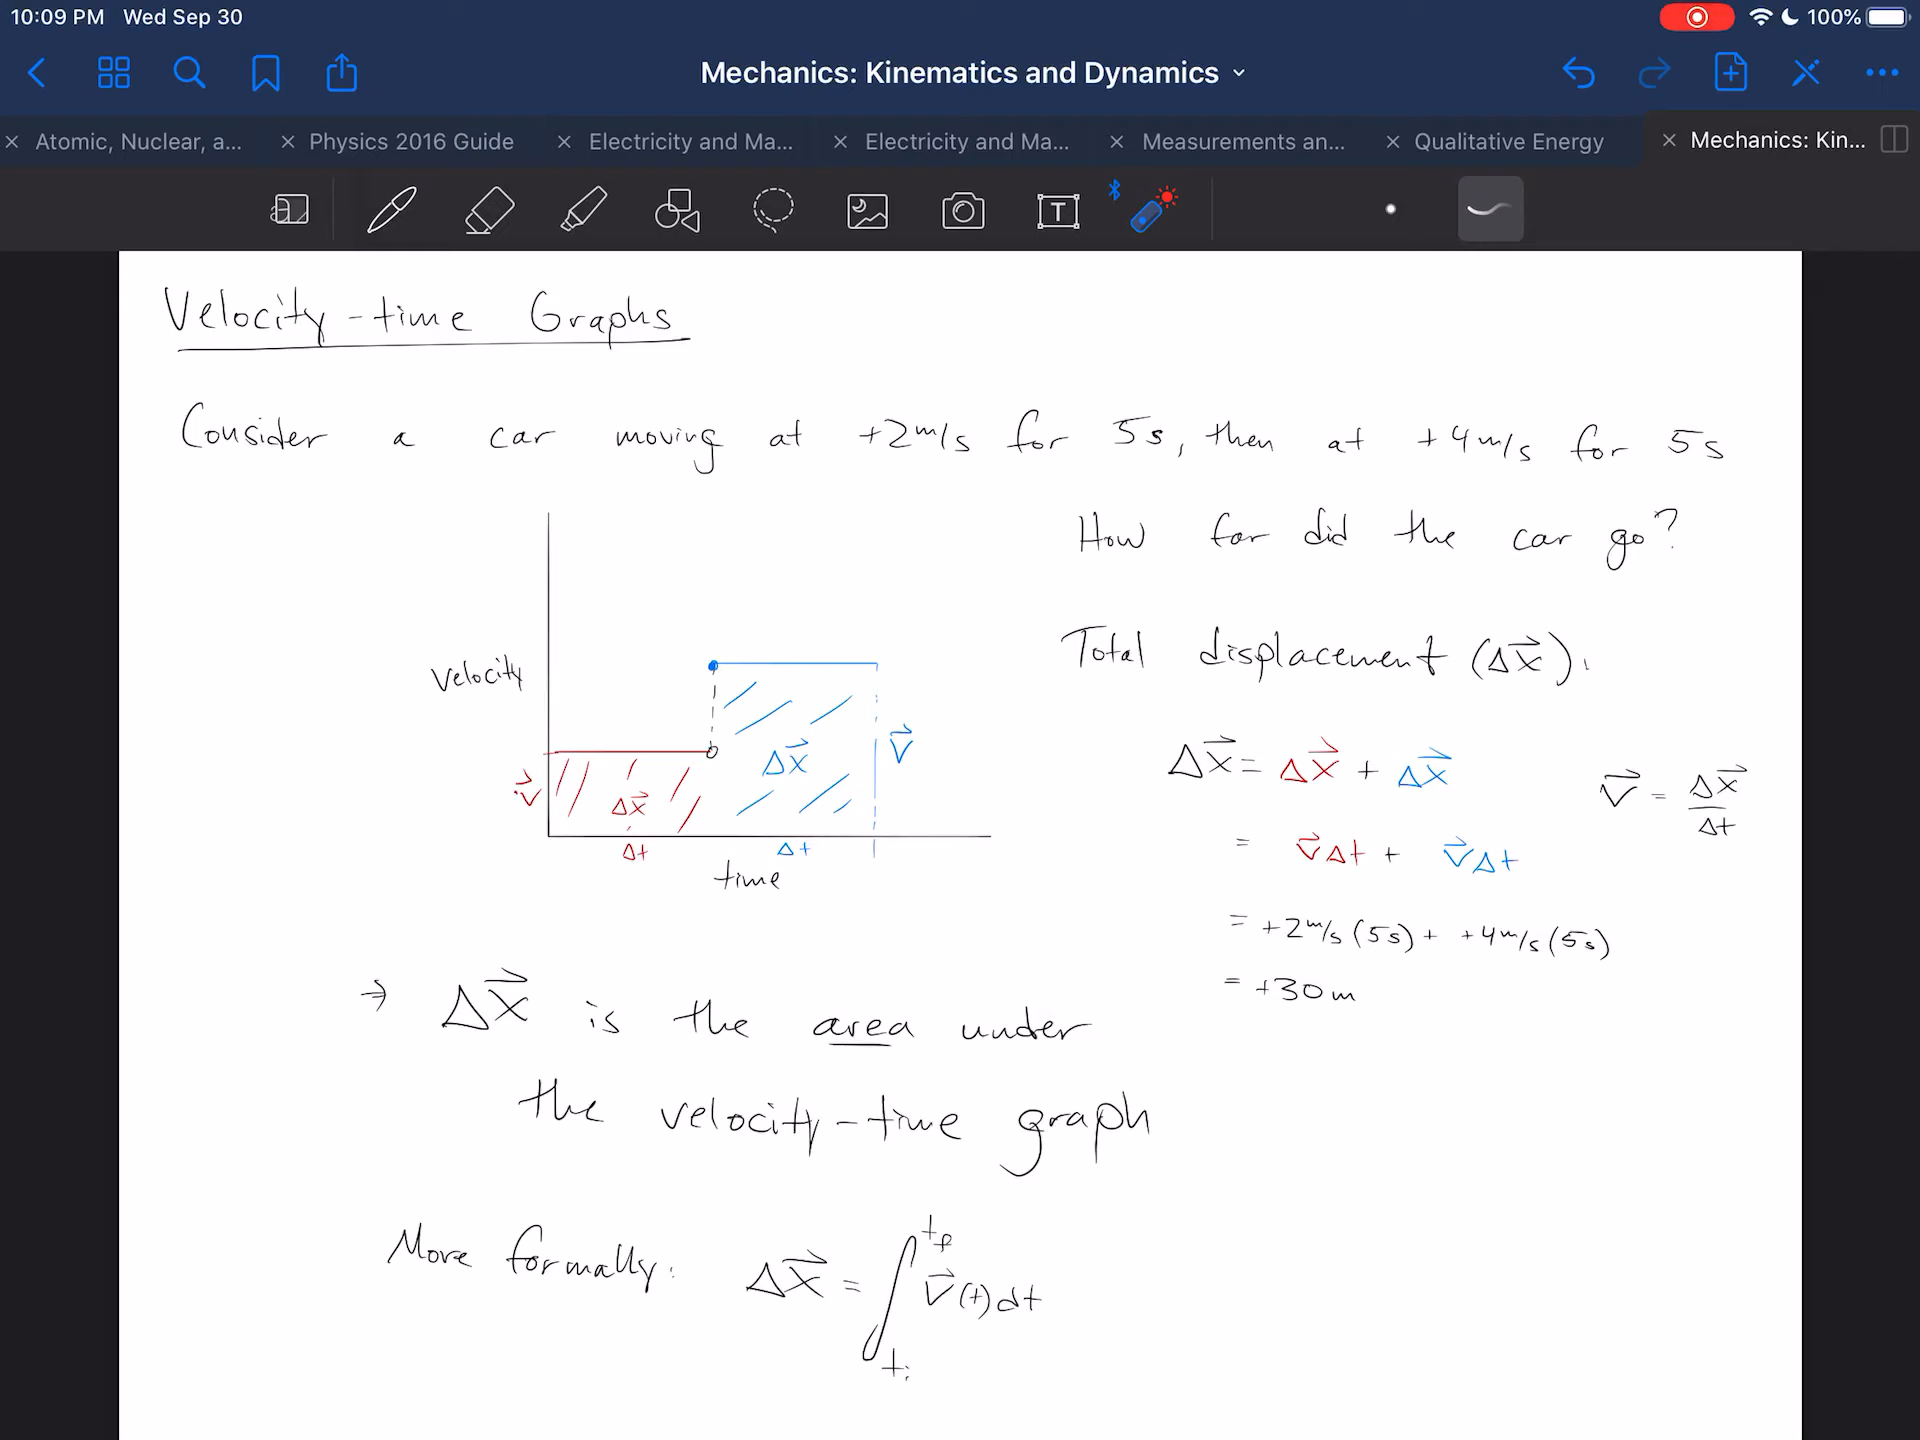 10:09 PM Wed Sep 30
100%
Mechanics: Kinematics and Dynamics
Atomic, Nuclear, a...
Physics 2016 Guide
Electricity and Ma...
Electricity and Ma...
Measurements an...
Qualitative Energy
Mechanics: Kin...
a
T
Velocity-time Graphs
Consider a car moving at +2m/s for 5s, then at +4m/s for 5s
How far did the car go?
Total displacement (Δx⃗):
velocity
v⃗
Δx⃗
Δt
Δx⃗
v⃗
Δt
time
Δx⃗ = Δx⃗ + Δx⃗
v⃗ = Δx⃗/Δt
= v⃗Δt + v⃗Δt
= +2m/s (5s) + +4m/s (5s)
= +30m
→ Δx⃗ is the area under
the velocity-time graph
More formally: Δx⃗ = ∫ₜᵢᵗᶠ v⃗(t)dt